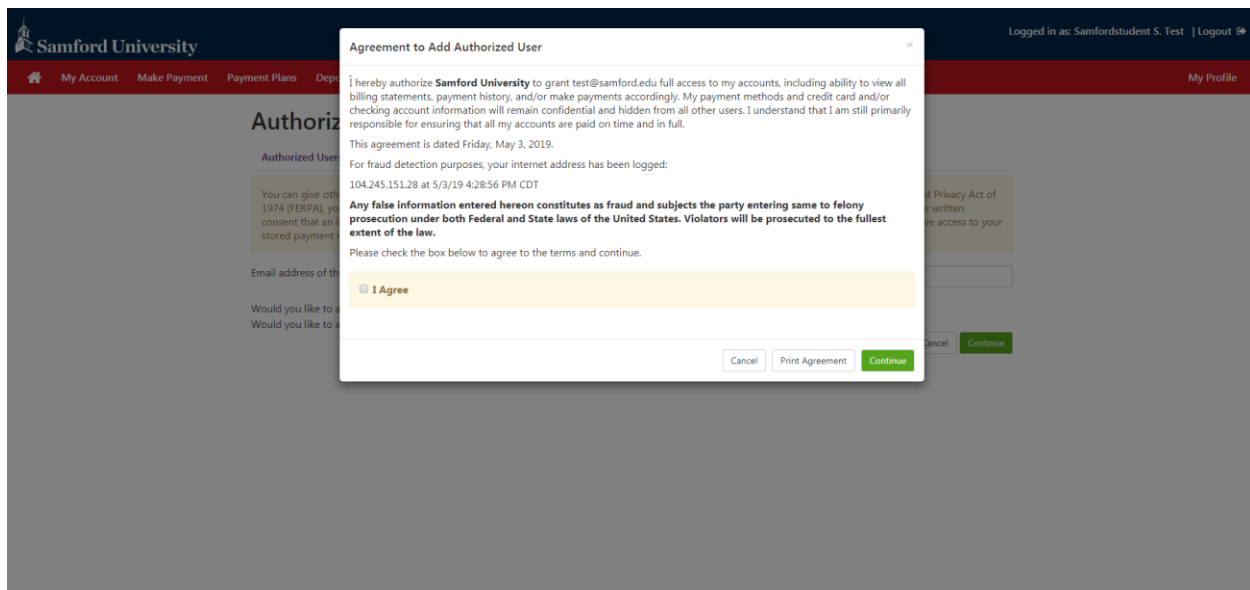 Samford University
Logged in as: Samfordstudent S. Test | Logout
My Account Make Payment Payment Plans My Profile
Agreement to Add Authorized User ×
I hereby authorize Samford University to grant test@samford.edu full access to my accounts, including ability to view all
billing statements, payment history, and/or make payments accordingly. My payment methods and credit card and/or
checking account information will remain confidential and hidden from all other users. I understand that I am still primarily
responsible for ensuring that all my accounts are paid on time and in full.
This agreement is dated Friday, May 3, 2019.
For fraud detection purposes, your internet address has been logged:
104.245.151.28 at 5/3/19 4:28:56 PM CDT
Any false information entered hereon constitutes as fraud and subjects the party entering same to felony
prosecution under both Federal and State laws of the United States. Violators will be prosecuted to the fullest
extent of the law.
Please check the box below to agree to the terms and continue.
I Agree
Cancel Print Agreement Continue
Authoriz
Authorized User
You can give oth d Privacy Act of
1974 (FERPA), yo r written
consent that an i ve access to your
stored payment
Email address of th
Would you like to a
Would you like to a
Cancel Continue